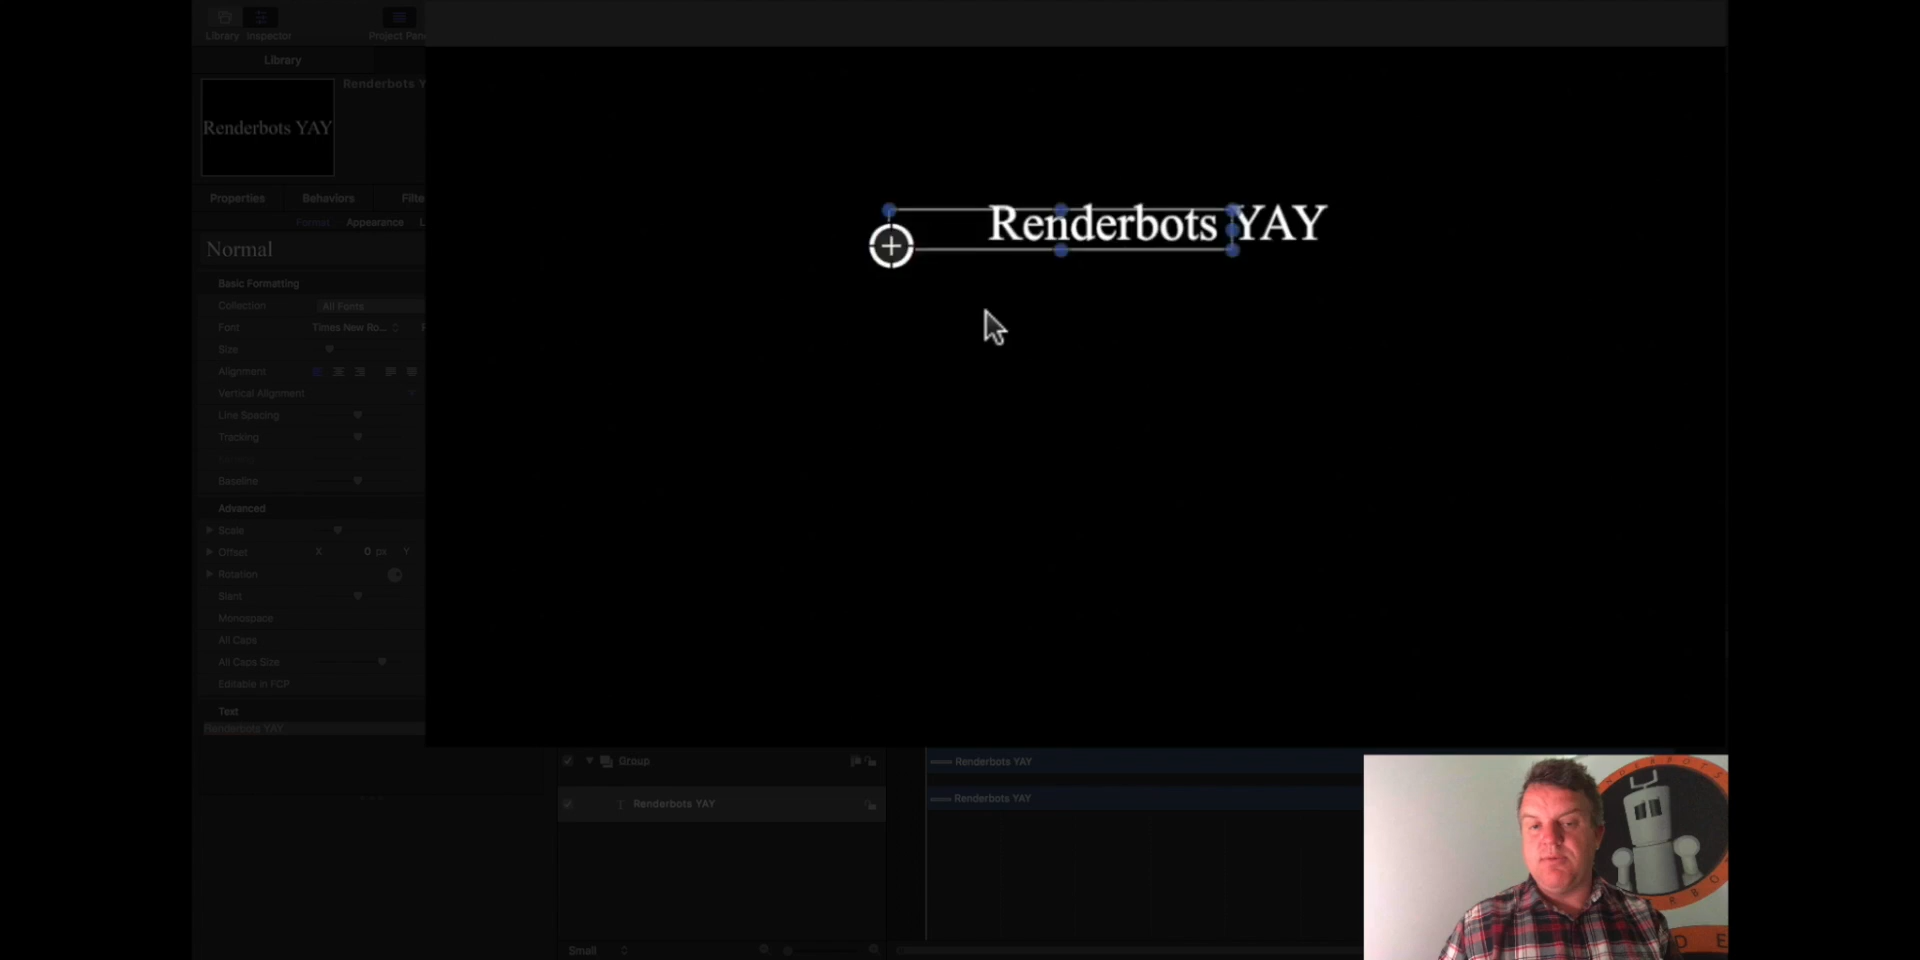 Library
Inspector
Project Pan
Library
Renderbots Y
Renderbots YAY
Properties
Behaviors
Filte
Format
Appearance
L
Normal
Basic Formatting
Collection
All Fonts
Font
Times New Ro...
Size
Alignment
Vertical Alignment
Line Spacing
Tracking
Baseline
Advanced
Scale
Offset
X
0 px
Y
Rotation
Slant
Monospace
All Caps
All Caps Size
Editable in FCP
Text
Renderbots YAY
Renderbots YAY
Group
Renderbots YAY
T Renderbots YAY
Renderbots YAY
Small